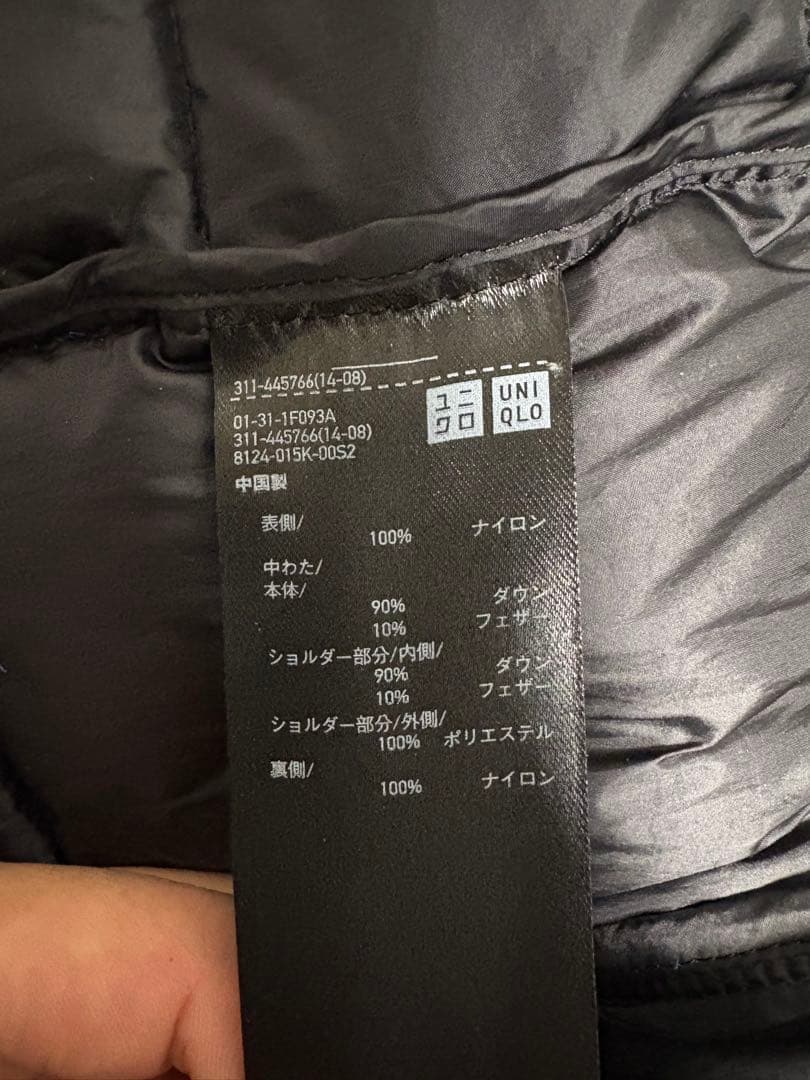 311-445766(14-08)
ユニクロ
UNIQLO
01-31-1F093A
311-445766(14-08)
8124-015K-00S2
中国製
表側/
100% ナイロン
中わた/
本体/
90% ダウン
10% フェザー
ショルダー部分/内側/
90% ダウン
10% フェザー
ショルダー部分/外側/
100% ポリエステル
裏側/
100% ナイロン